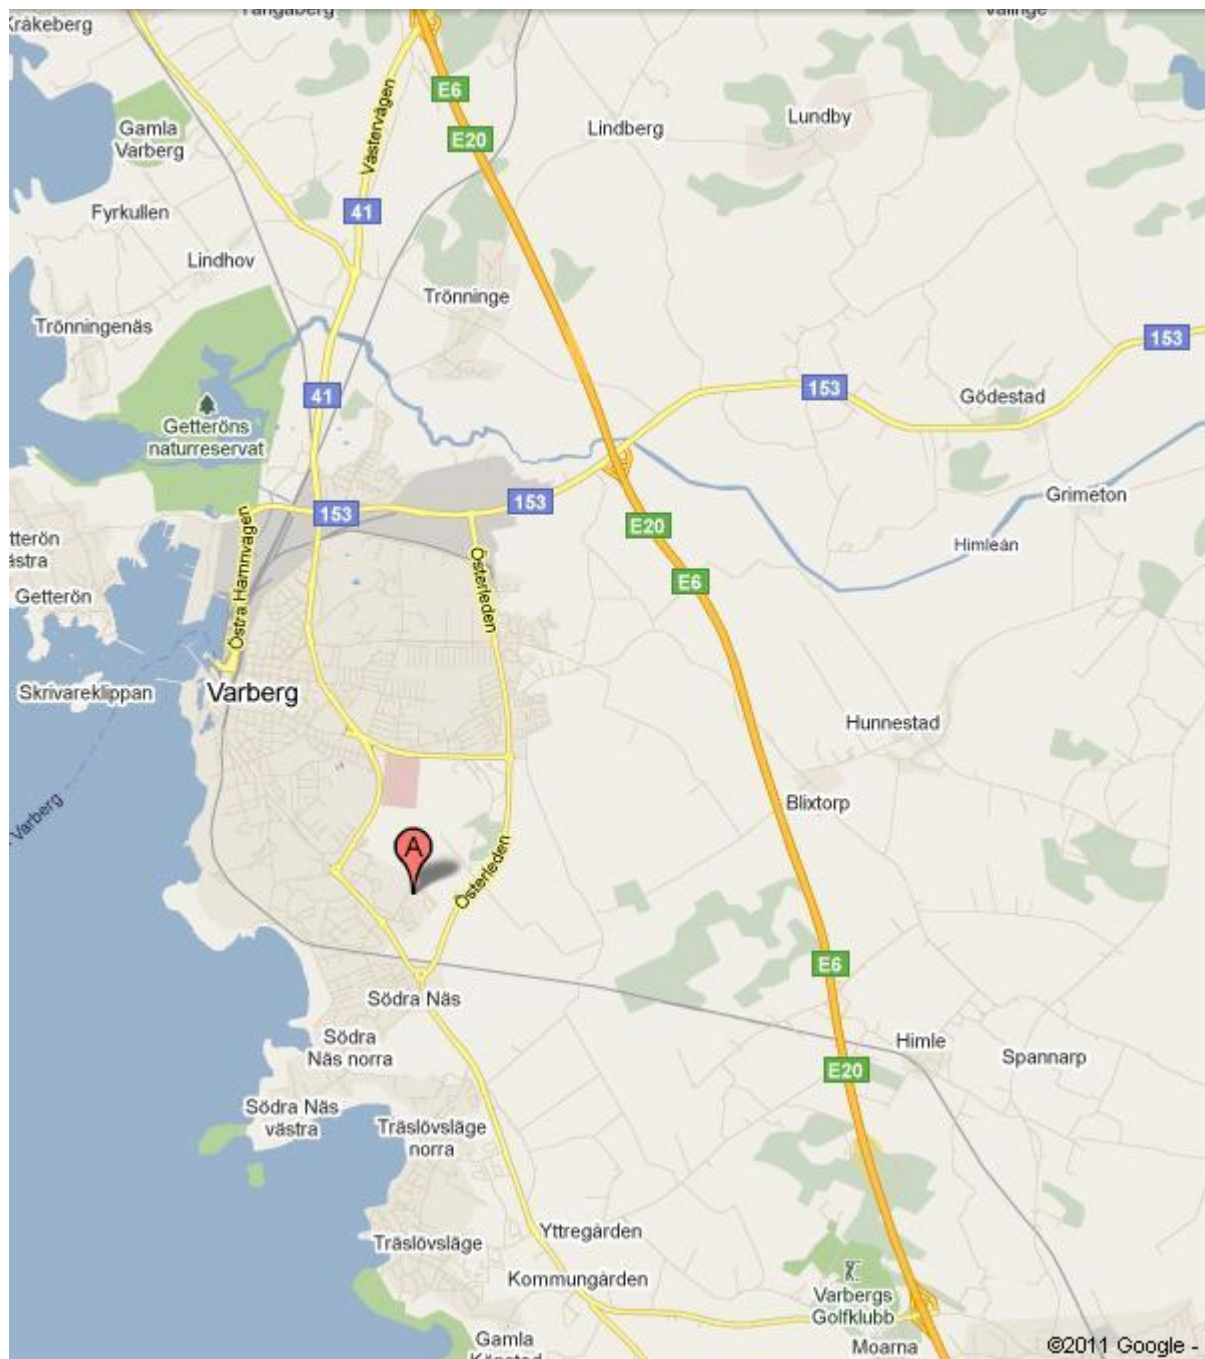 Kråkeberg
Gamla
Varberg
Västervägen
E6
E20
Lindberg
Lundby
Fyrkullen
41
Lindhov
Trönninge
Trönningenäs
153
41
153
Gödestad
Getteröns
naturreservat
153
153
Grimeton
E20
Himleån
Östra Hamnvägen
Österleden
E6
Getterön
Skrivareklippan
Varberg
Hunnestad
Blixtorp
Varberg
A
Österleden
E6
Södra Näs
Södra
Näs norra
Himle
Spannarp
E20
Södra Näs
västra
Träslövsläge
norra
Yttregården
Träslövsläge
Kommungården
Varbergs
Golfklubb
Gamla
Moarna
©2011 Google -